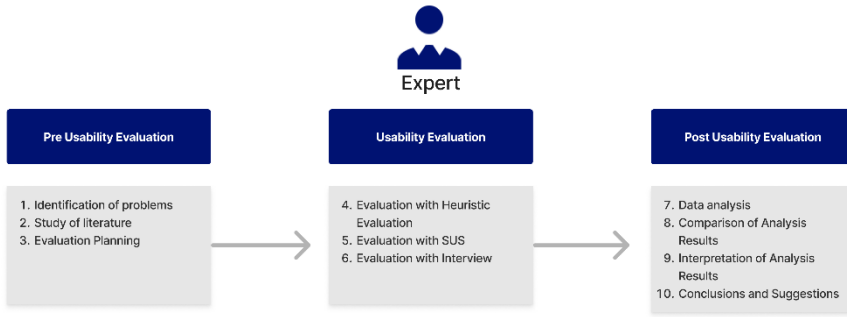 Expert
Pre Usability Evaluation
Usability Evaluation
Post Usability Evaluation
1. Identification of problems
2. Study of literature
3. Evaluation Planning
4. Evaluation with Heuristic
Evaluation
5. Evaluation with SUS
6. Evaluation with Interview
7. Data analysis
8. Comparison of Analysis
Results
9. Interpretation of Analysis
Results
10. Conclusions and Suggestions